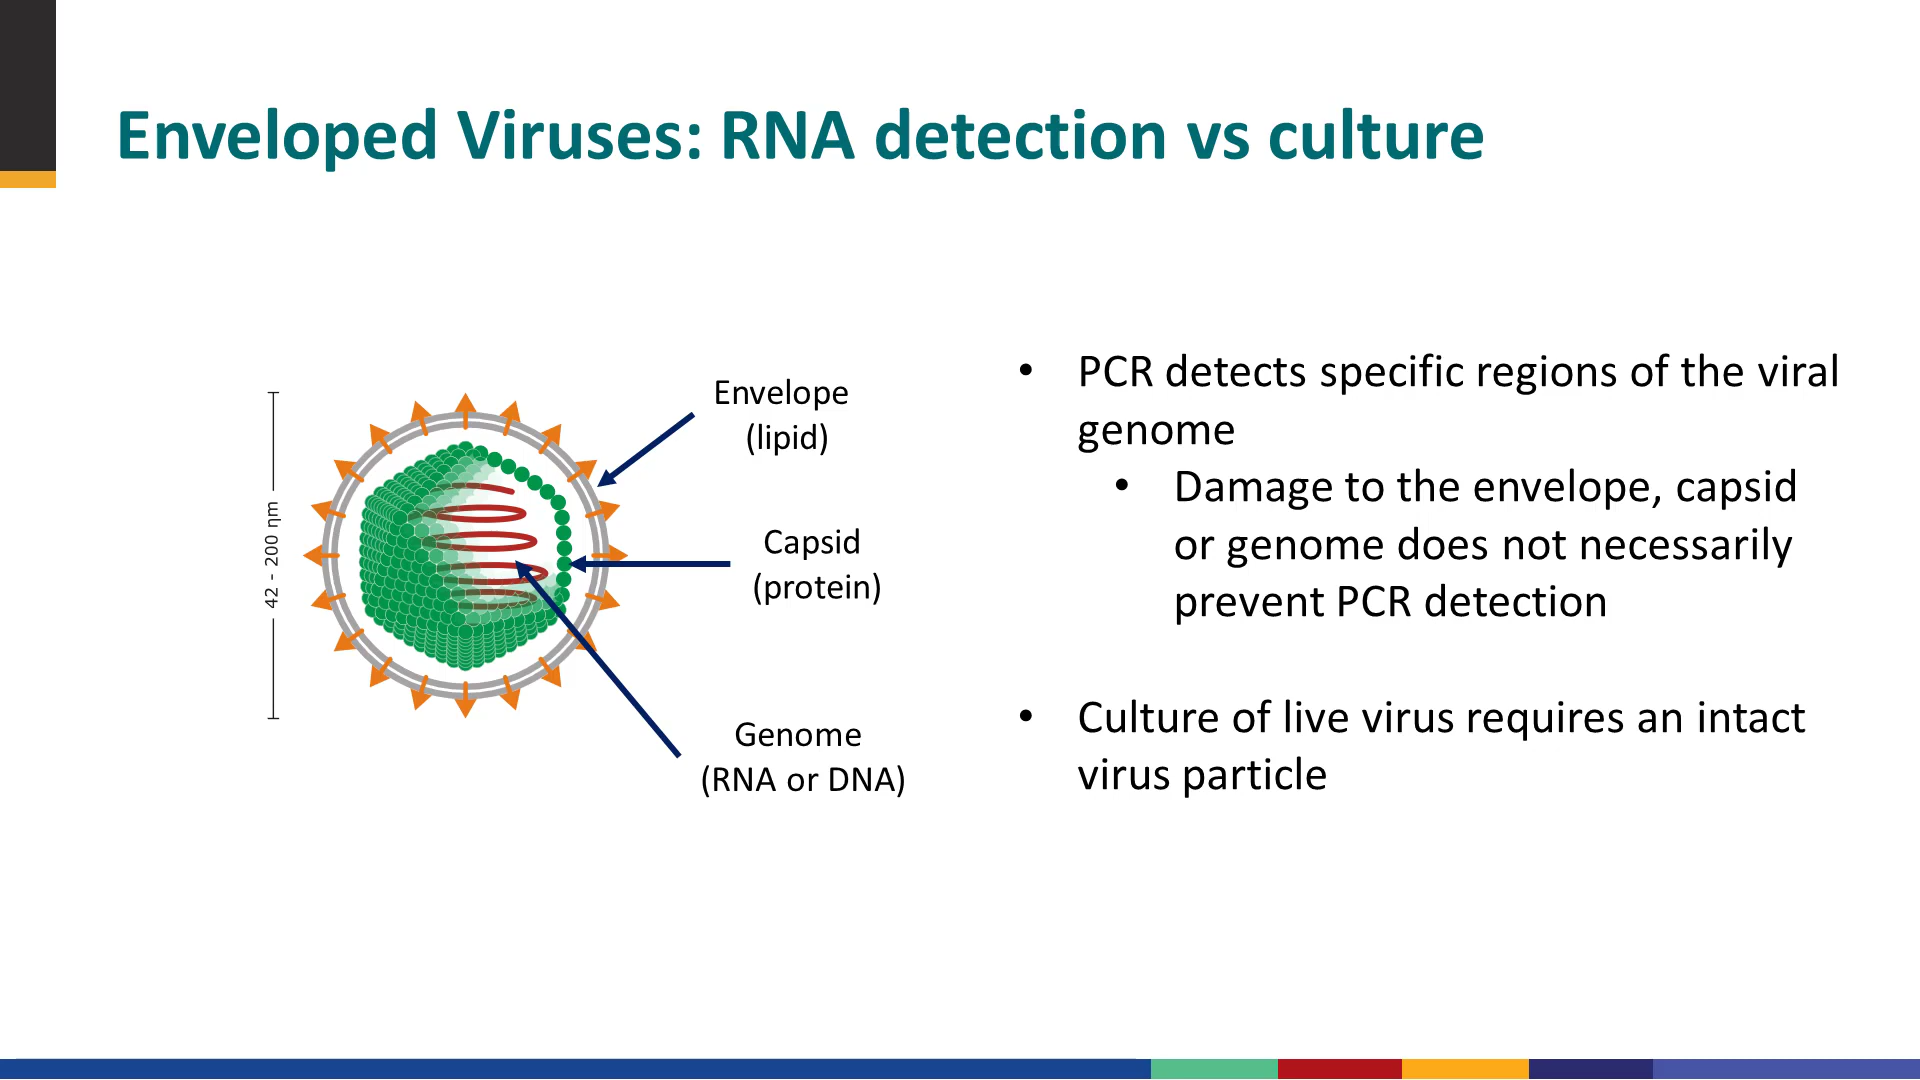 Enveloped Viruses: RNA detection vs culture
42 - 200 ηm
Envelope
(lipid)
Capsid
(protein)
Genome
(RNA or DNA)
• PCR detects specific regions of the viral
genome
• Damage to the envelope, capsid
or genome does not necessarily
prevent PCR detection
• Culture of live virus requires an intact
virus particle